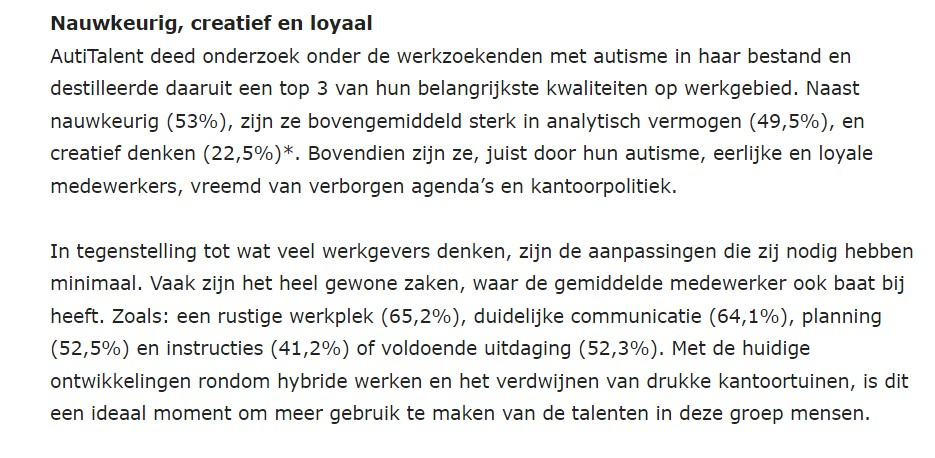 Nauwkeurig, creatief en loyaal
AutiTalent deed onderzoek onder de werkzoekenden met autisme in haar bestand en
destilleerde daaruit een top 3 van hun belangrijkste kwaliteiten op werkgebied. Naast
nauwkeurig (53%), zijn ze bovengemiddeld sterk in analytisch vermogen (49,5%), en
creatief denken (22,5%)*. Bovendien zijn ze, juist door hun autisme, eerlijke en loyale
medewerkers, vreemd van verborgen agenda’s en kantoorpolitiek.
In tegenstelling tot wat veel werkgevers denken, zijn de aanpassingen die zij nodig hebben
minimaal. Vaak zijn het heel gewone zaken, waar de gemiddelde medewerker ook baat bij
heeft. Zoals: een rustige werkplek (65,2%), duidelijke communicatie (64,1%), planning
(52,5%) en instructies (41,2%) of voldoende uitdaging (52,3%). Met de huidige
ontwikkelingen rondom hybride werken en het verdwijnen van drukke kantoortuinen, is dit
een ideaal moment om meer gebruik te maken van de talenten in deze groep mensen.